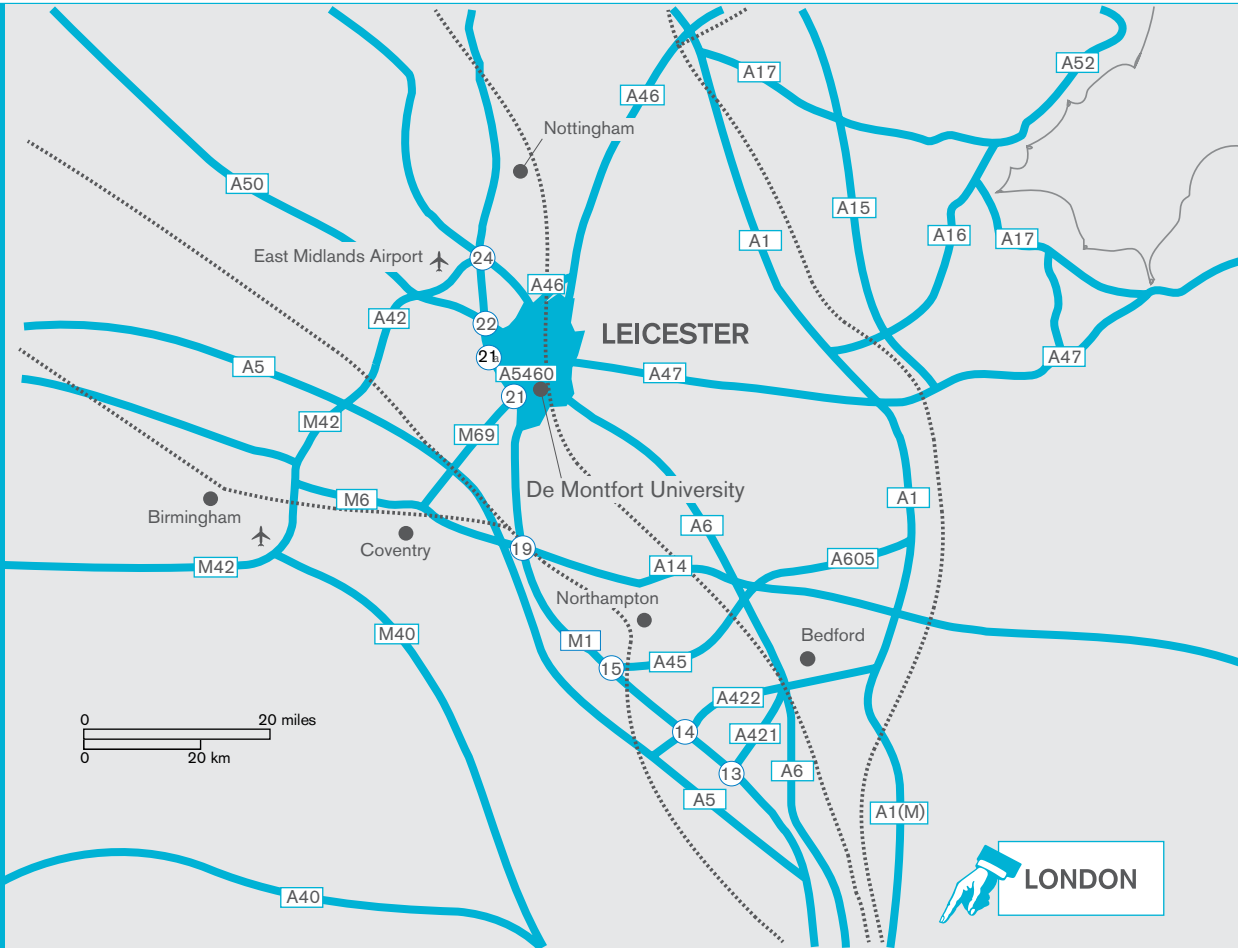 A52
A17
A46
Nottingham
A50
A15
A16
A17
A1
East Midlands Airport
24
A46
A42
22
LEICESTER
21a
A47
A5
A5460
A47
21
M42
M69
De Montfort University
M6
A1
Birmingham
A6
Coventry
19
A605
M42
A14
Northampton
M40
M1
Bedford
15
A45
A422
0
20 miles
14
A421
0
20 km
13
A6
A5
A1(M)
LONDON
A40